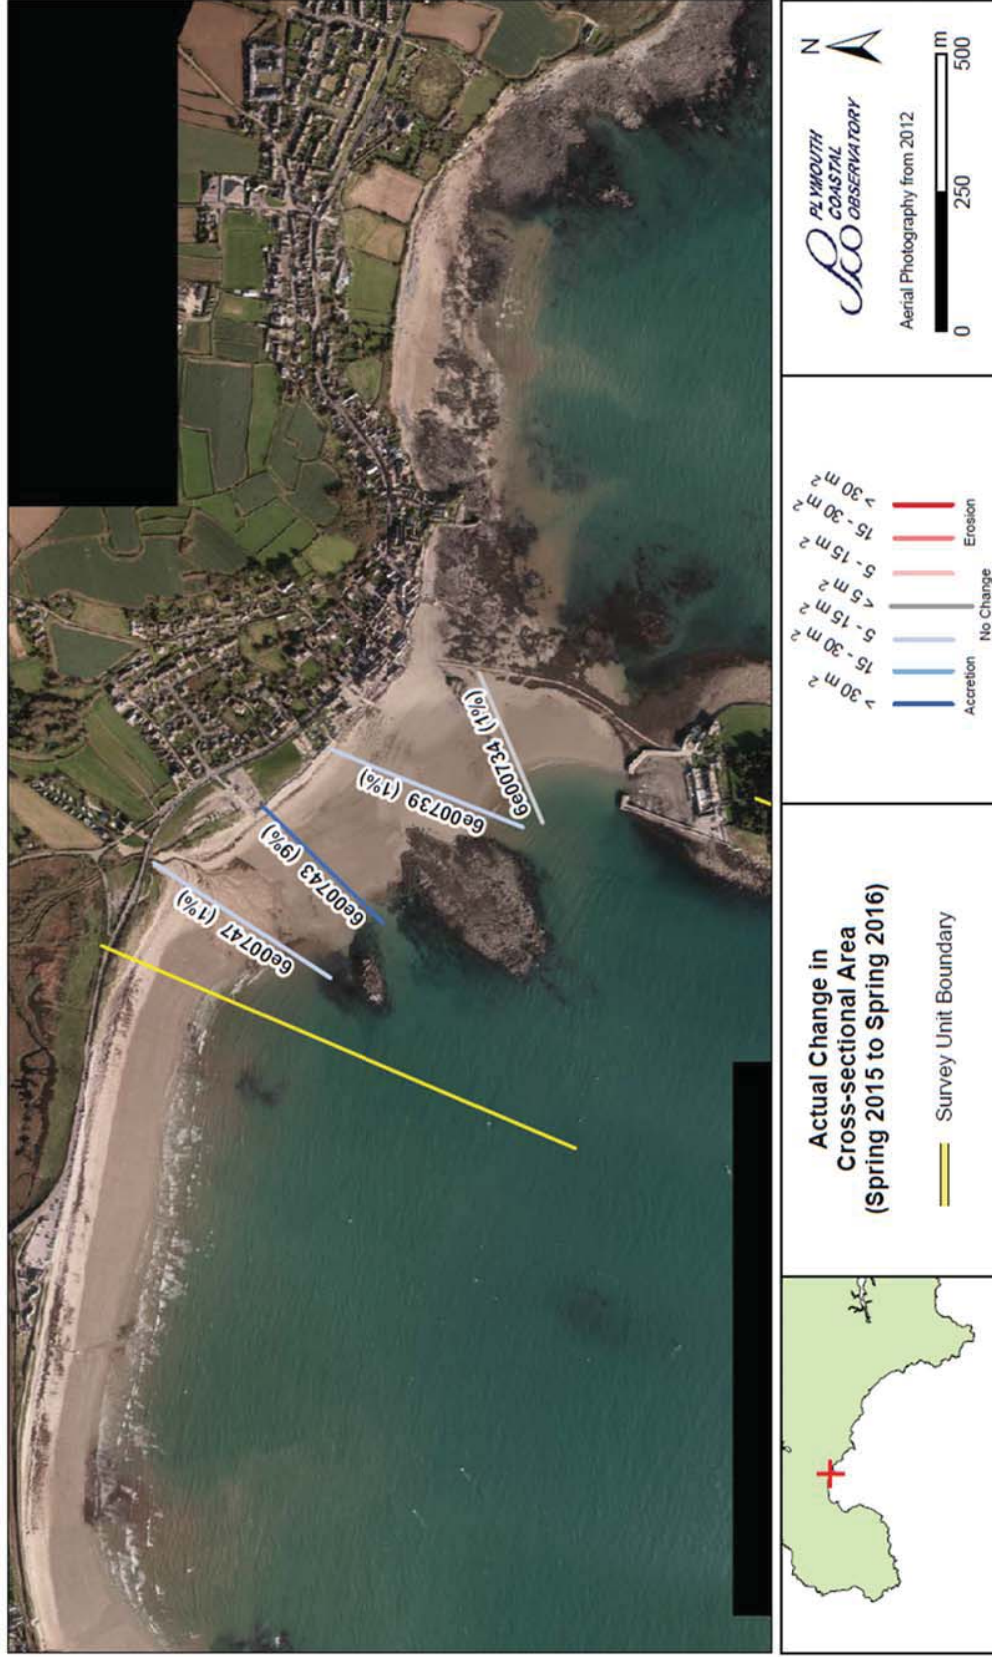 6e00747 (1%)
6e00743 (9%)
6e00739 (1%)
6e00734 (1%)
Actual Change in
Cross-sectional Area
(Spring 2015 to Spring 2016)
Survey Unit Boundary
> 30 m²
15 - 30 m²
5 - 15 m²
< 5 m²
5 - 15 m²
15 - 30 m²
> 30 m²
Accretion
No Change
Erosion
PCO PLYMOUTH
COASTAL
OBSERVATORY
N
Aerial Photography from 2012
m
0 250 500